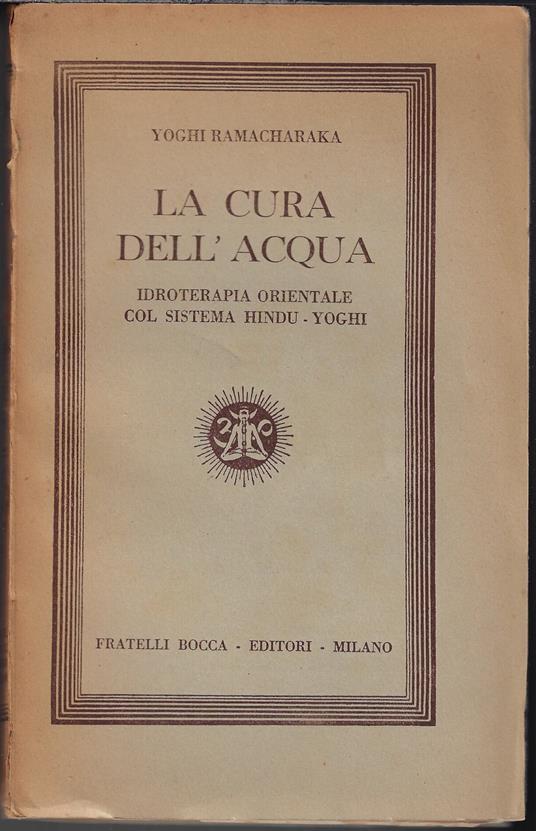 YOGHI RAMACHARAKA
LA CURA
DELL'ACQUA
IDROTERAPIA ORIENTALE
COL SISTEMA HINDU - YOGHI
FRATELLI BOCCA - EDITORI - MILANO